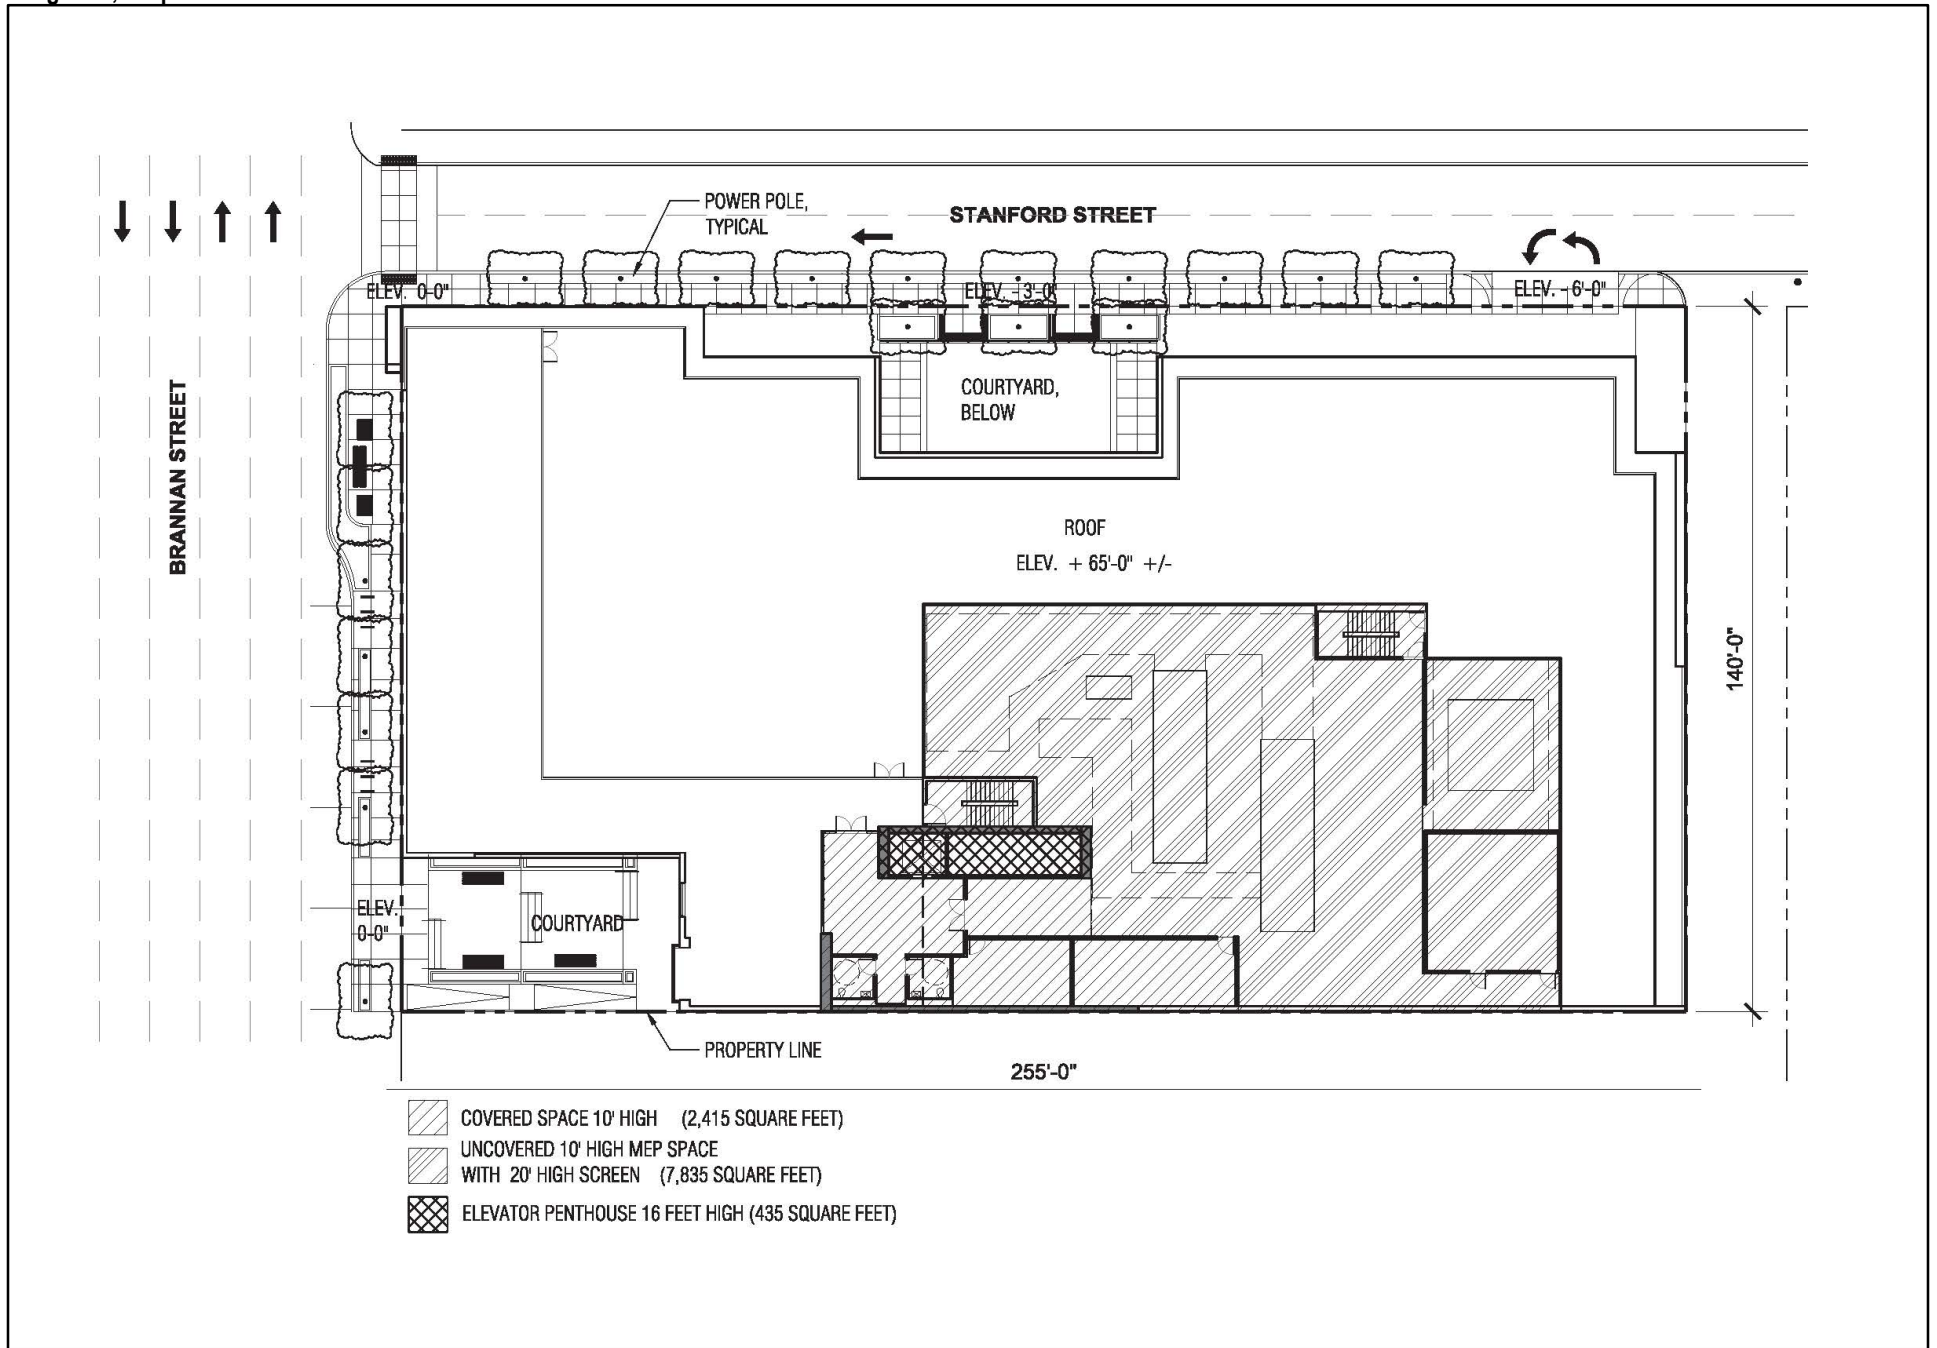 POWER POLE,
TYPICAL
STANFORD STREET
ELEV. 0-0"
ELEV. - 3'-0"
ELEV. - 6'-0"
COURTYARD,
BELOW
BRANNAN STREET
ROOF
ELEV. + 65'-0" +/-
140'-0"
ELEV.
0-0"
COURTYARD
PROPERTY LINE
255'-0"
COVERED SPACE 10' HIGH (2,415 SQUARE FEET)
UNCOVERED 10' HIGH MEP SPACE
WITH 20' HIGH SCREEN (7,835 SQUARE FEET)
ELEVATOR PENTHOUSE 16 FEET HIGH (435 SQUARE FEET)